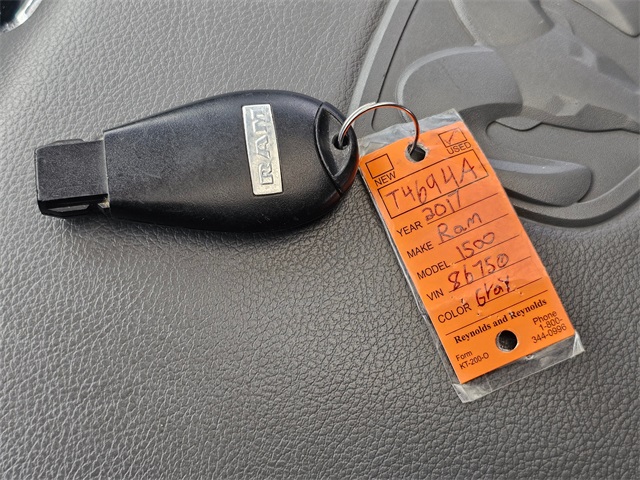 RAM
NEW
USED
T4694A
YEAR 2017
MAKE Ram
MODEL 1500
VIN 86750
COLOR Gray
Reynolds and Reynolds
Form
KT-200-O
Phone
1-800-
344-0996